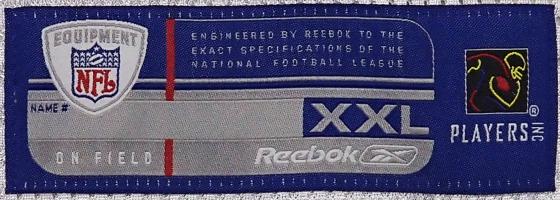 EQUIPMENT
NFL
ENGINEERED BY REEBOK TO THE
EXACT SPECIFICATIONS OF THE
NATIONAL FOOTBALL LEAGUE
NAME #
XXL
ON FIELD
Reebok
®
PLAYERS INC